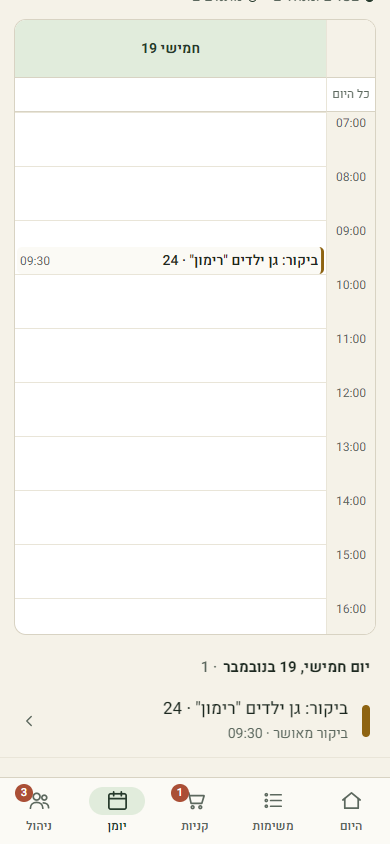 חמישי 19
כל היום
07:00
08:00
09:00
ביקור: גן ילדים "רימון" · 24
09:30
10:00
11:00
12:00
13:00
14:00
15:00
16:00
יום חמישי, 19 בנובמבר · 1
ביקור: גן ילדים "רימון" · 24
ביקור מאושר · 09:30
היום
משימות
1
קניות
יומן
3
ניהול